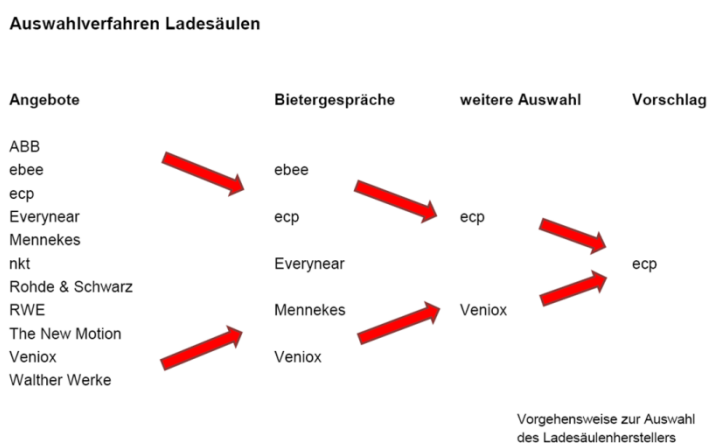 Auswahlverfahren Ladesäulen
Angebote
Bietergespräche
weitere Auswahl
Vorschlag
ABB
ebee
ecp
Everynear
Mennekes
nkt
Rohde & Schwarz
RWE
The New Motion
Veniox
Walther Werke
ebee
ecp
Everynear
Mennekes
Veniox
ecp
Veniox
ecp
Vorgehensweise zur Auswahl
des Ladesäulenherstellers